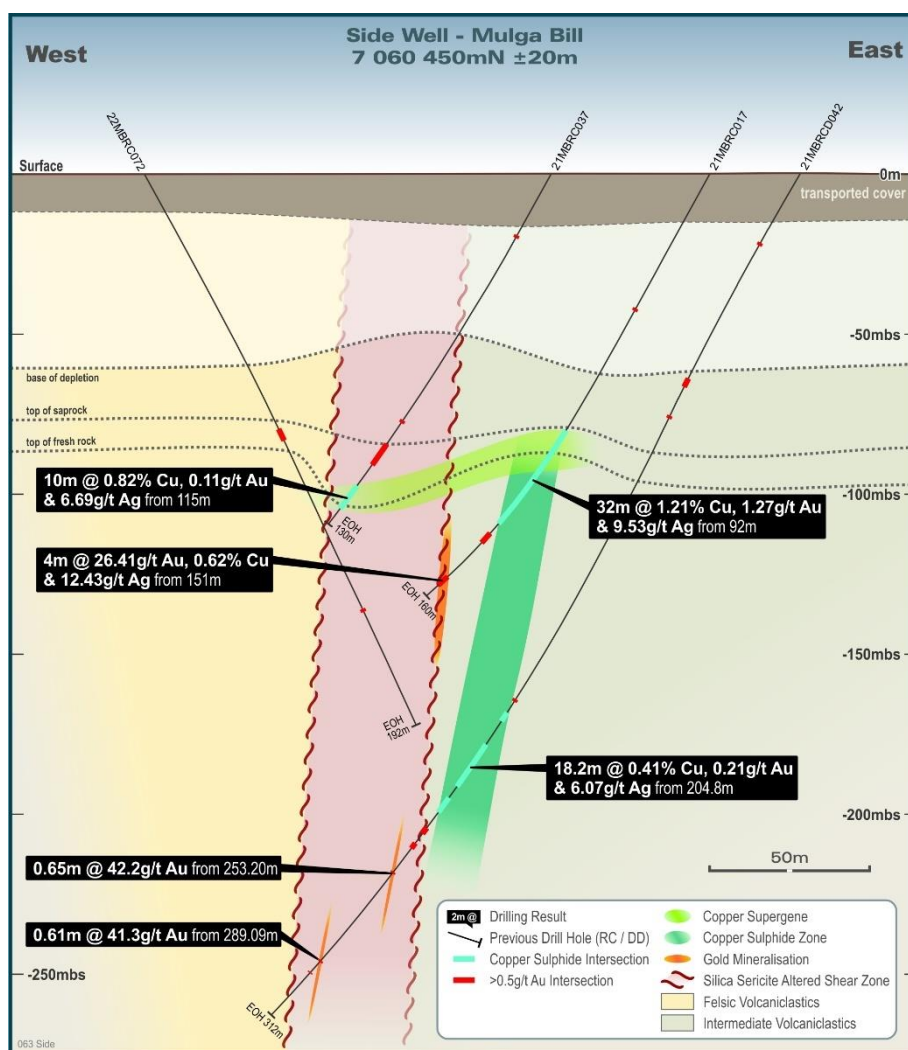 Side Well - Mulga Bill
7 060 450mN ±20m
West
East
22MBRC072
21MBRC037
21MBRC017
21MBRCD042
Surface
0m
transported cover
-50mbs
base of depletion
top of saprock
top of fresh rock
10m @ 0.82% Cu, 0.11g/t Au
& 6.69g/t Ag from 115m
-100mbs
32m @ 1.21% Cu, 1.27g/t Au
& 9.53g/t Ag from 92m
EOH
130m
4m @ 26.41g/t Au, 0.62% Cu
& 12.43g/t Ag from 151m
EOH 160m
-150mbs
EOH
192m
18.2m @ 0.41% Cu, 0.21g/t Au
& 6.07g/t Ag from 204.8m
-200mbs
0.65m @ 42.2g/t Au from 253.20m
50m
0.61m @ 41.3g/t Au from 289.09m
-250mbs
EOH 312m
2m @
Drilling Result
Previous Drill Hole (RC / DD)
Copper Sulphide Intersection
>0.5g/t Au Intersection
Copper Supergene
Copper Sulphide Zone
Gold Mineralisation
Silica Sericite Altered Shear Zone
Felsic Volcaniclastics
Intermediate Volcaniclastics
063 Side